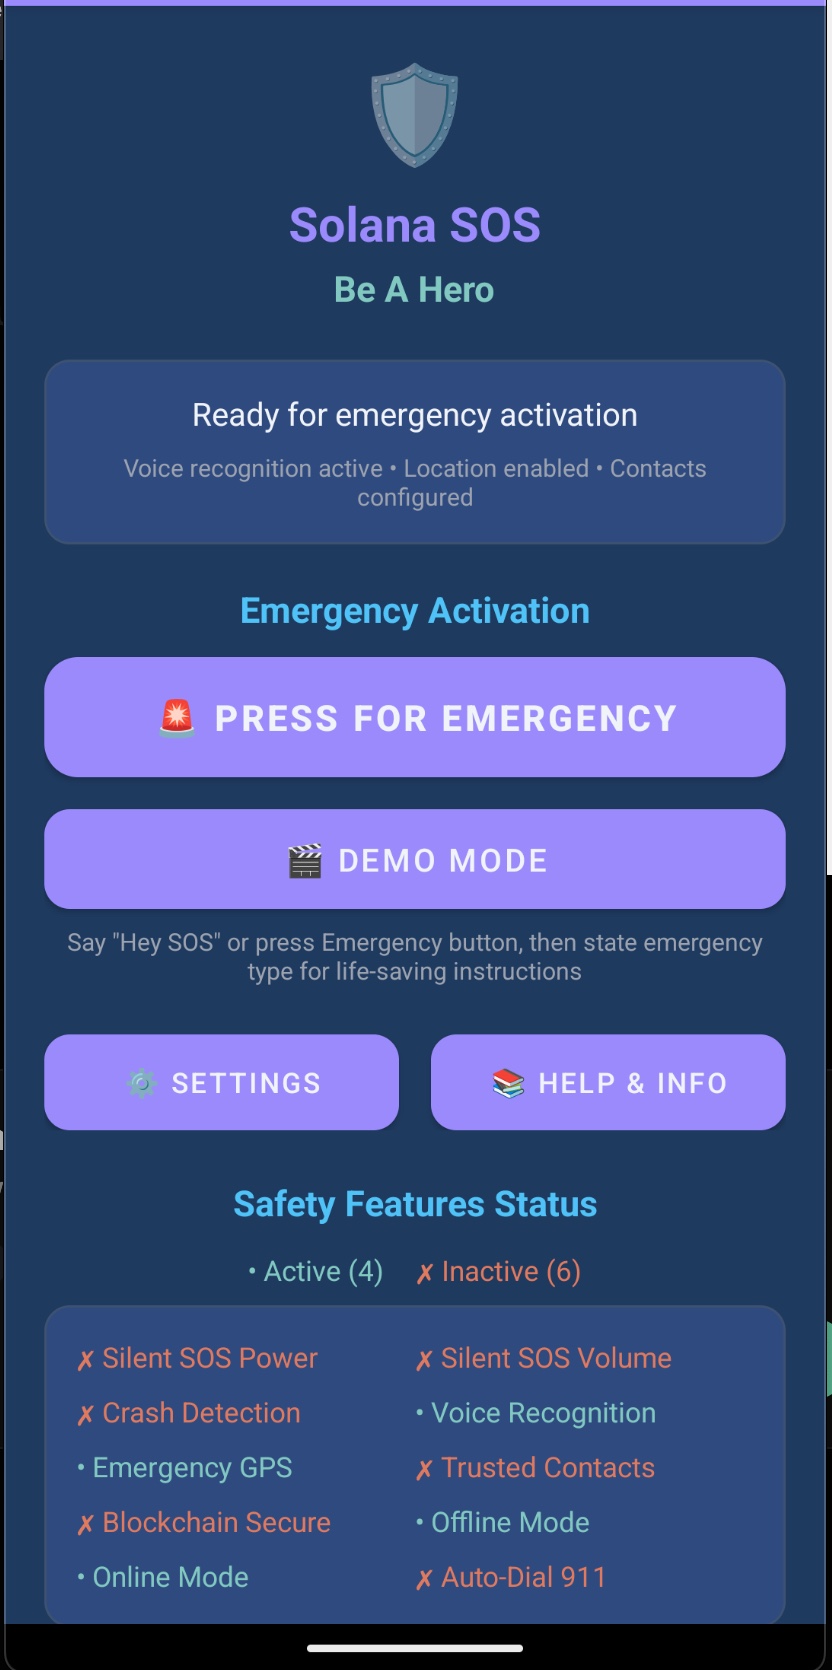 Solana SOS
Be A Hero
Ready for emergency activation
Voice recognition active • Location enabled • Contacts
configured
Emergency Activation
🚨 PRESS FOR EMERGENCY
🎬 DEMO MODE
Say "Hey SOS" or press Emergency button, then state emergency
type for life-saving instructions
⚙️ SETTINGS
📚 HELP & INFO
Safety Features Status
• Active (4) ✗ Inactive (6)
✗ Silent SOS Power ✗ Silent SOS Volume
✗ Crash Detection • Voice Recognition
• Emergency GPS ✗ Trusted Contacts
✗ Blockchain Secure • Offline Mode
• Online Mode ✗ Auto-Dial 911